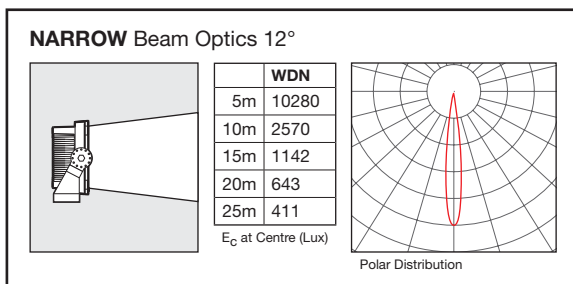 NARROW Beam Optics 12°
WDN
5m 10280
10m 2570
15m 1142
20m 643
25m 411
E_C at Centre (Lux)
Polar Distribution